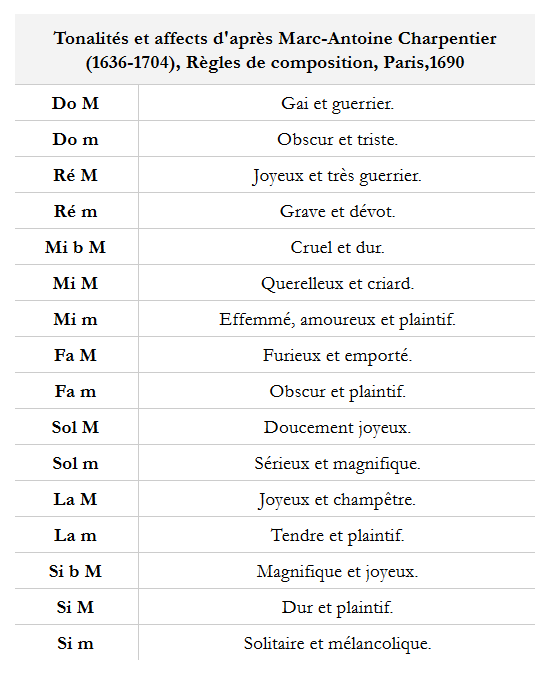 Tonalités et affects d'après Marc-Antoine Charpentier
(1636-1704), Règles de composition, Paris,1690
Do M Gai et guerrier.
Do m Obscur et triste.
Ré M Joyeux et très guerrier.
Ré m Grave et dévot.
Mi b M Cruel et dur.
Mi M Querelleux et criard.
Mi m Effemmé, amoureux et plaintif.
Fa M Furieux et emporté.
Fa m Obscur et plaintif.
Sol M Doucement joyeux.
Sol m Sérieux et magnifique.
La M Joyeux et champêtre.
La m Tendre et plaintif.
Si b M Magnifique et joyeux.
Si M Dur et plaintif.
Si m Solitaire et mélancolique.